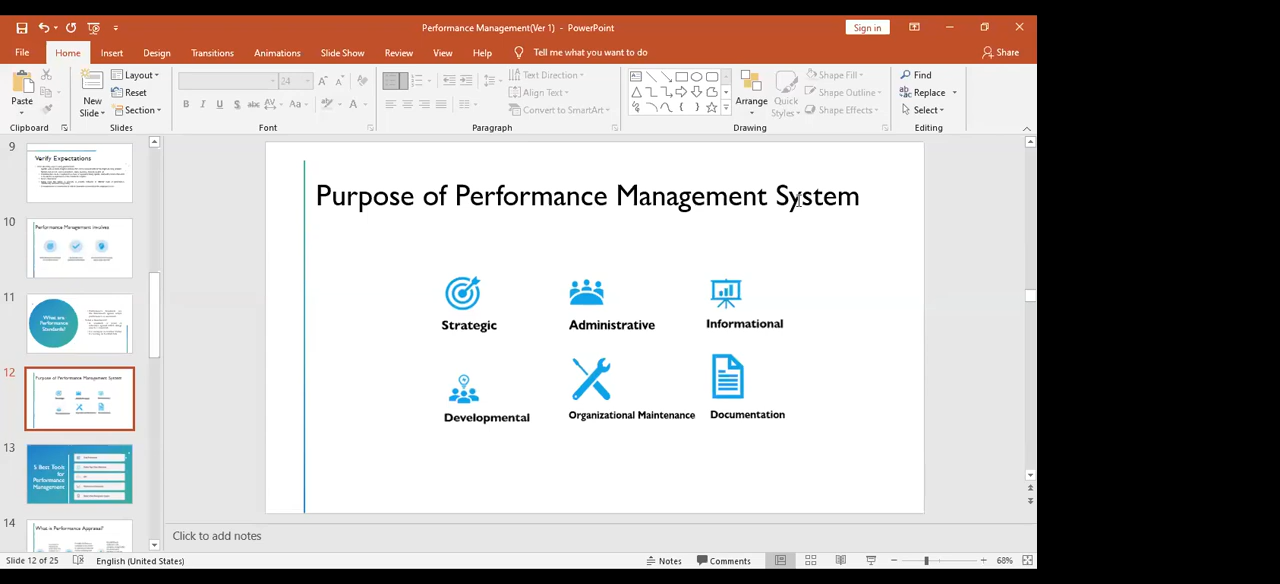 Performance Management(Ver 1) - PowerPoint
Sign in
File Home Insert Design Transitions Animations Slide Show Review View Help Tell me what you want to do Share
Paste
Clipboard
New Slide
Layout
Reset
Section
Slides
24
B I U S abc AV Aa A
Font
Text Direction
Align Text
Convert to SmartArt
Paragraph
Arrange
Quick Styles
Shape Fill
Shape Outline
Shape Effects
Drawing
Find
Replace
Select
Editing
9
Verify Expectations
10
Performance Management Involves
11
What are
Performance
Standards?
12
Purpose of Performance Management System
13
5 Best Tools
for
Performance
Management
14
What is Performance Appraisal?
Purpose of Performance Management System
Strategic
Administrative
Informational
Developmental
Organizational Maintenance
Documentation
Click to add notes
Slide 12 of 25 English (United States) Notes Comments 68%